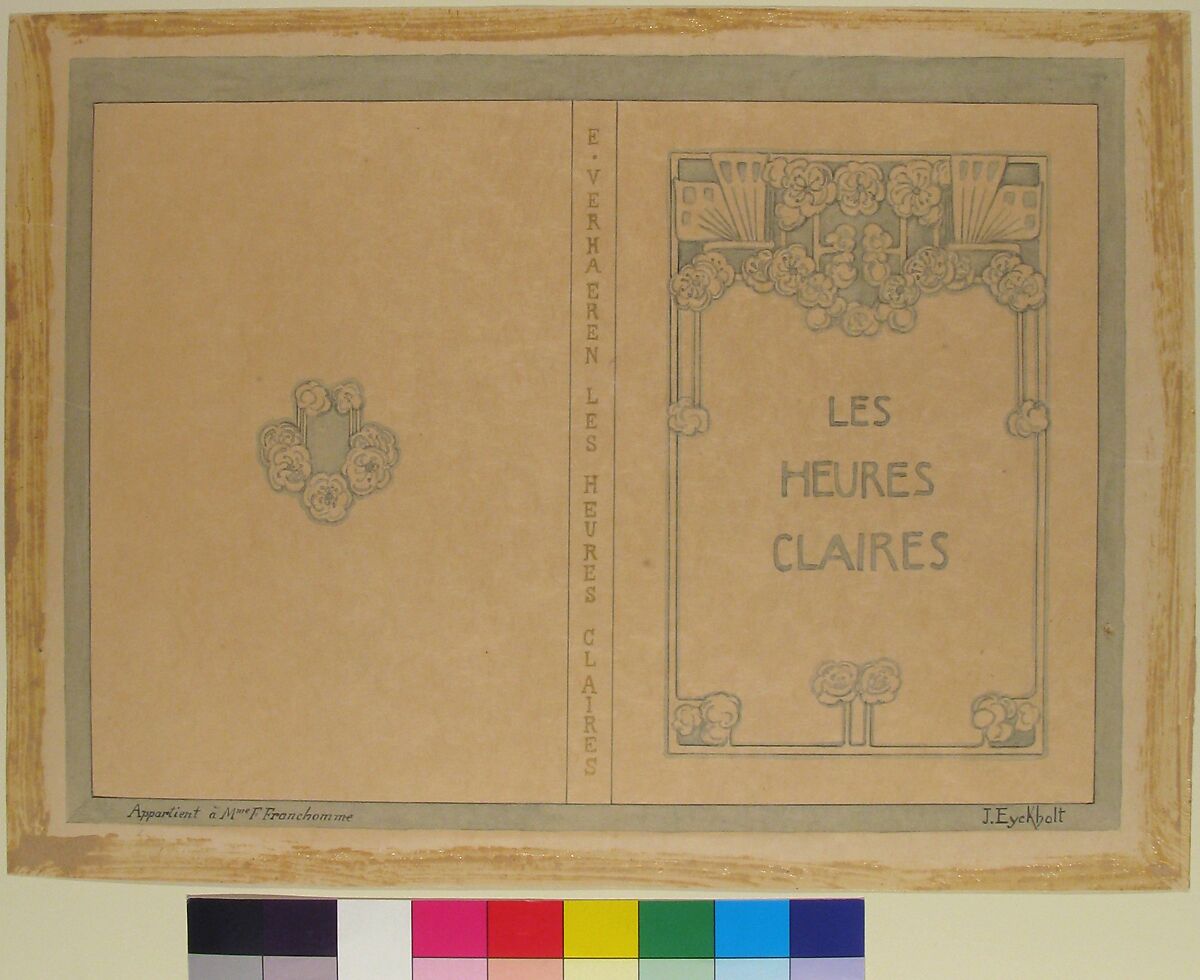 E. VERHAEREN LES HEURES CLAIRES
LES
HEURES
CLAIRES
Appartient à Mme F Franchomme
J. Eyckholt